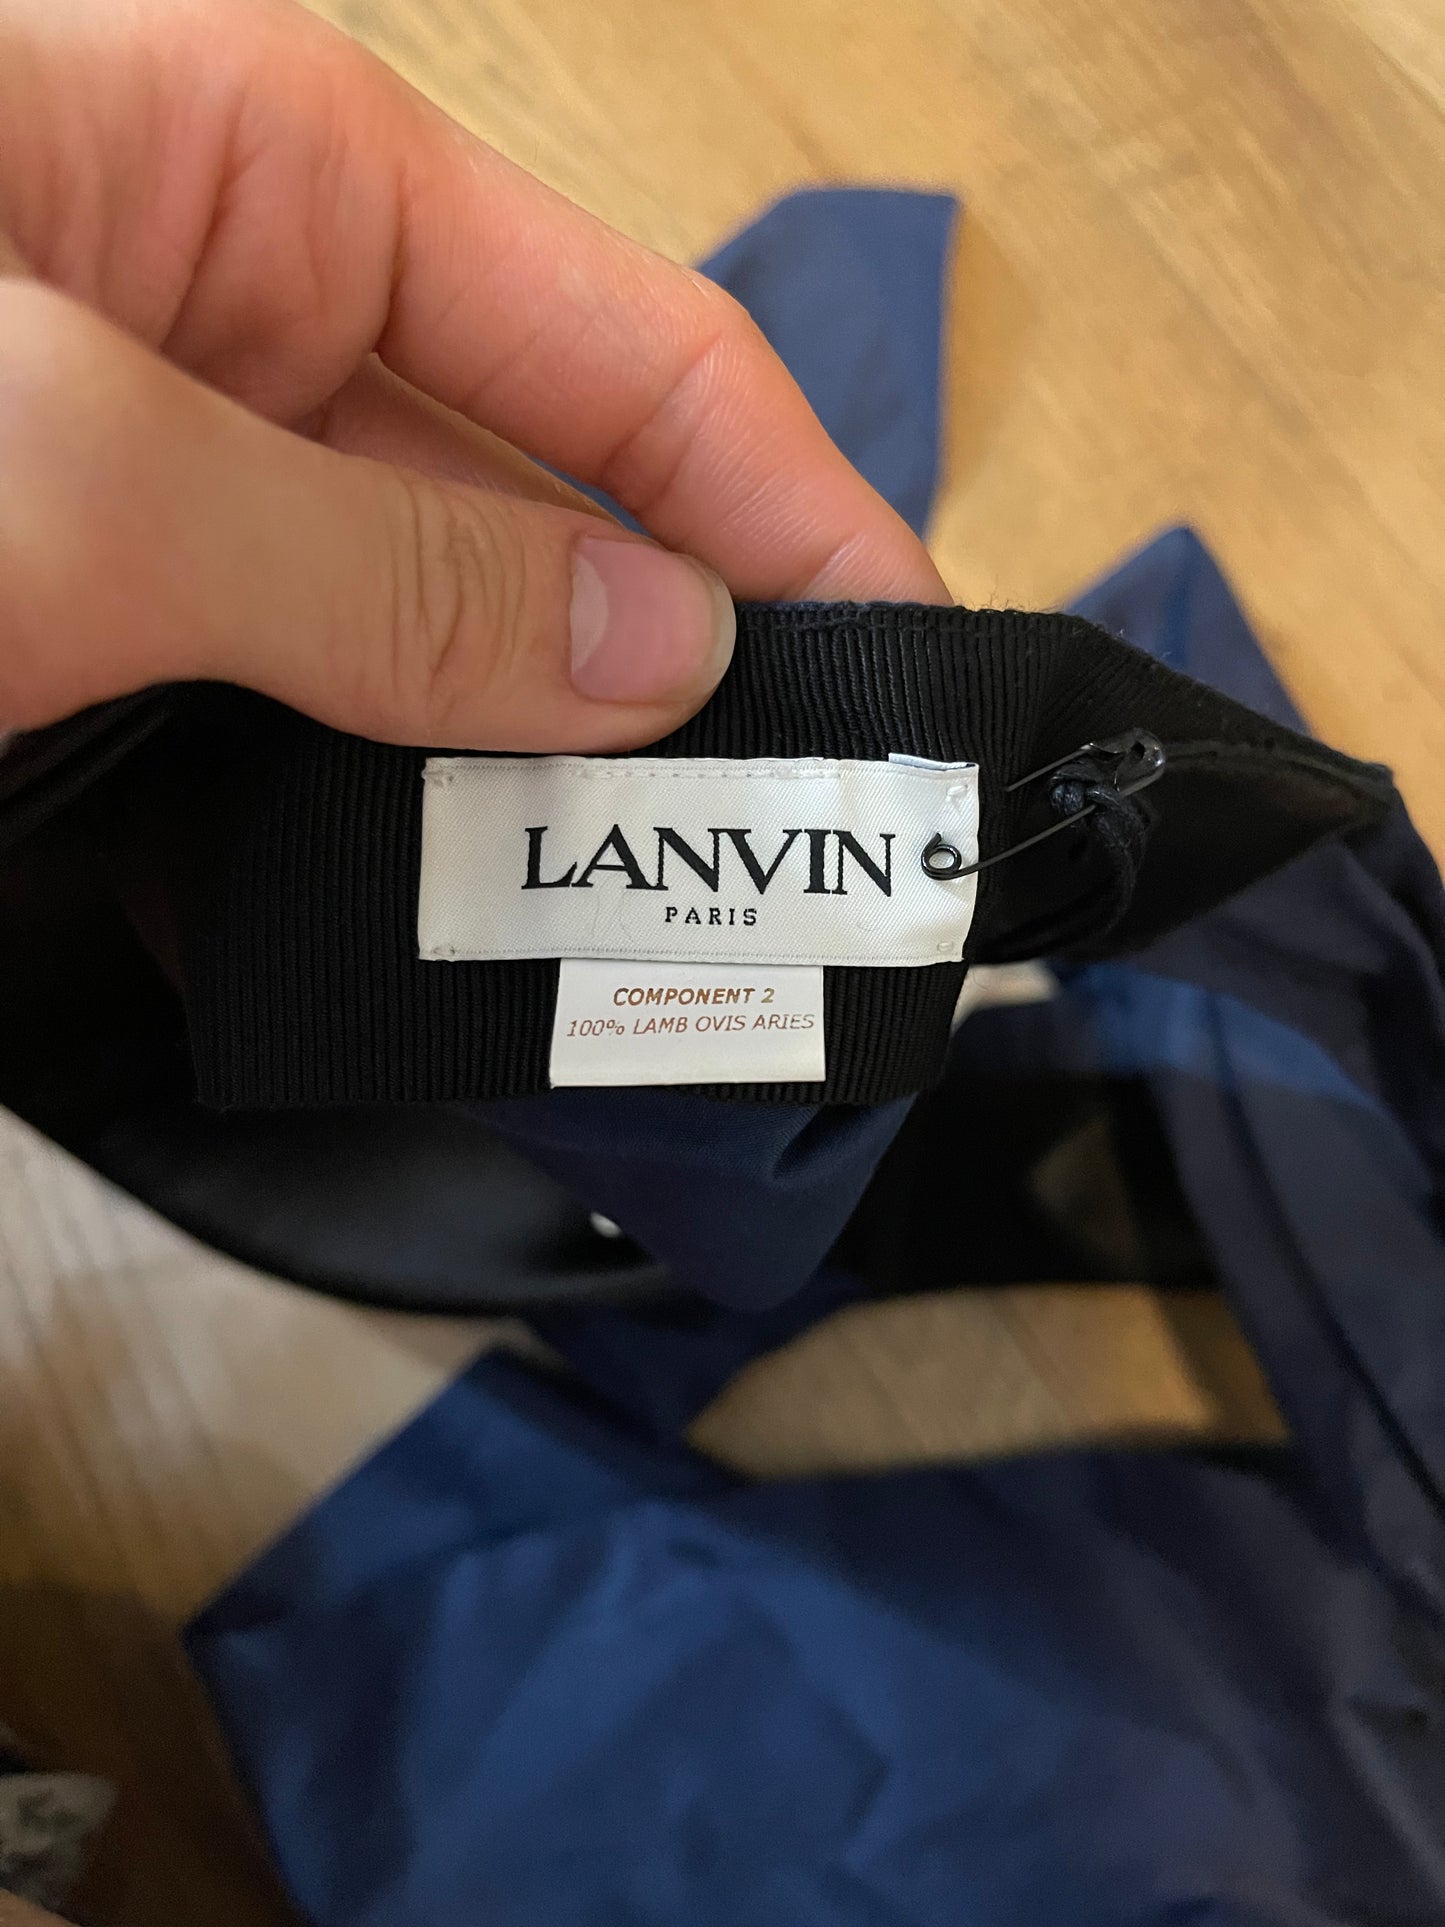 LANVIN
PARIS
COMPONENT 2
100% LAMB OVIS ARIES